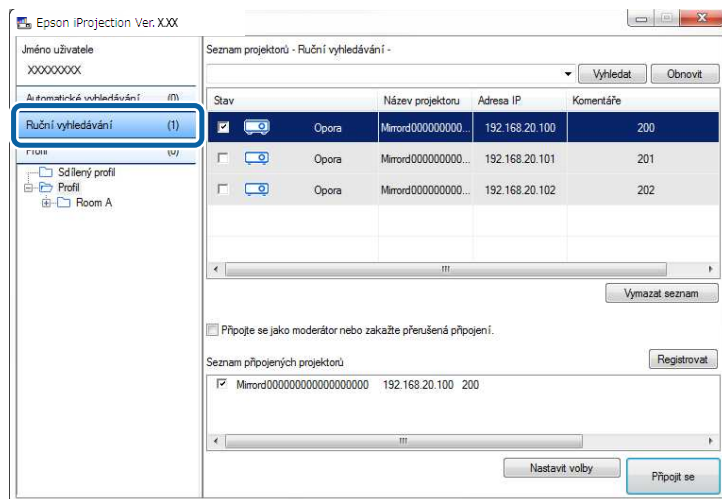 Epson iProjection Ver. X.XX
Jméno uživatele
XXXXXXXX
Automatické vyhledávání (0)
Ruční vyhledávání (1)
Profil (0)
Sdílený profil
Profil
Room A
Seznam projektorů - Ruční vyhledávání -
Vyhledat Obnovit
Stav Název projektoru Adresa IP Komentáře
Opora Mirrord000000000... 192.168.20.100 200
Opora Mirrord000000000... 192.168.20.101 201
Opora Mirrord000000000... 192.168.20.102 202
Vymazat seznam
Připojte se jako moderátor nebo zakažte přerušená připojení.
Seznam připojených projektorů
Registrovat
Mirrord000000000000000000 192.168.20.100 200
Nastavit volby
Připojit se